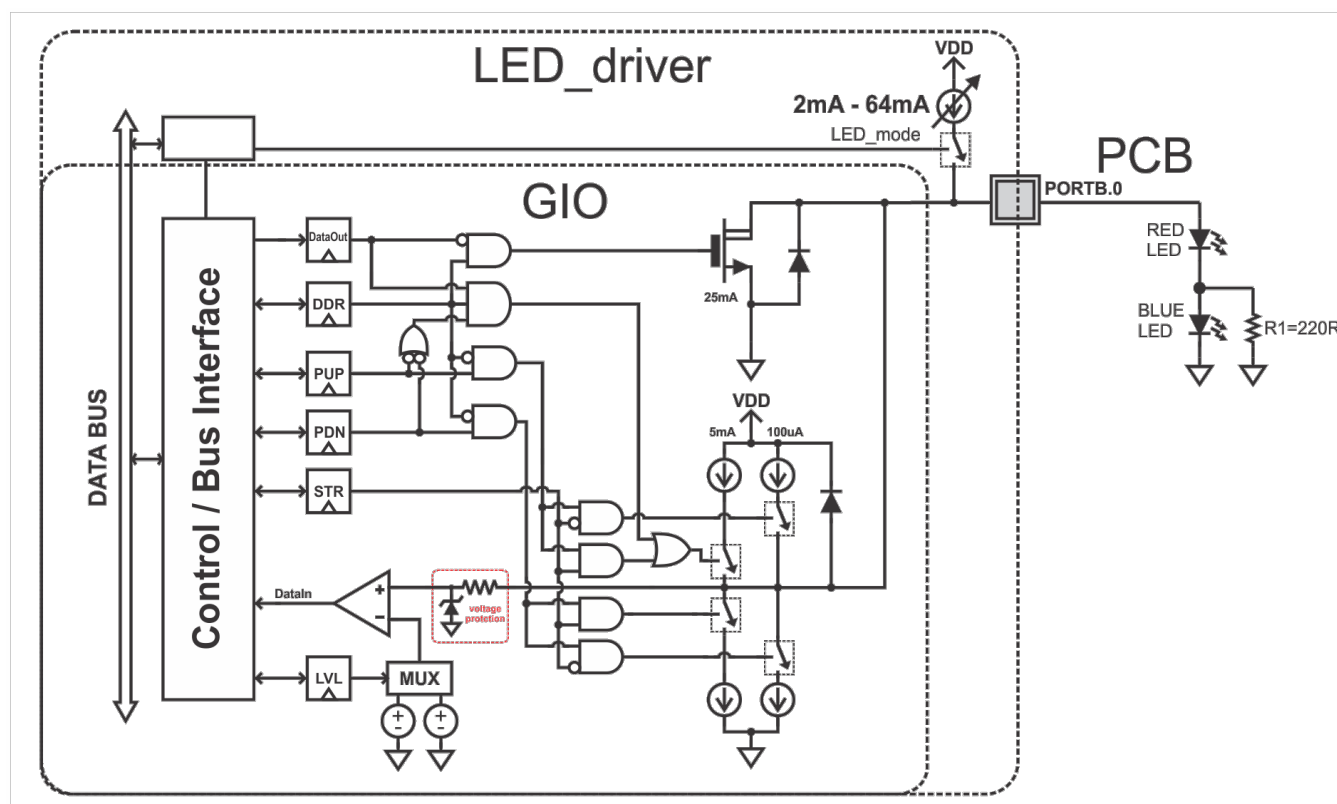 LED_driver
VDD
2mA - 64mA
LED_mode
PCB
GIO
PORTB.0
DataOut
RED
LED
25mA
DDR
BLUE
LED
R1=220R
PUP
VDD
PDN
5mA
100uA
STR
DATA BUS
Control / Bus Interface
DataIn
+
-
voltage
protetion
LVL
MUX
+
-
+
-